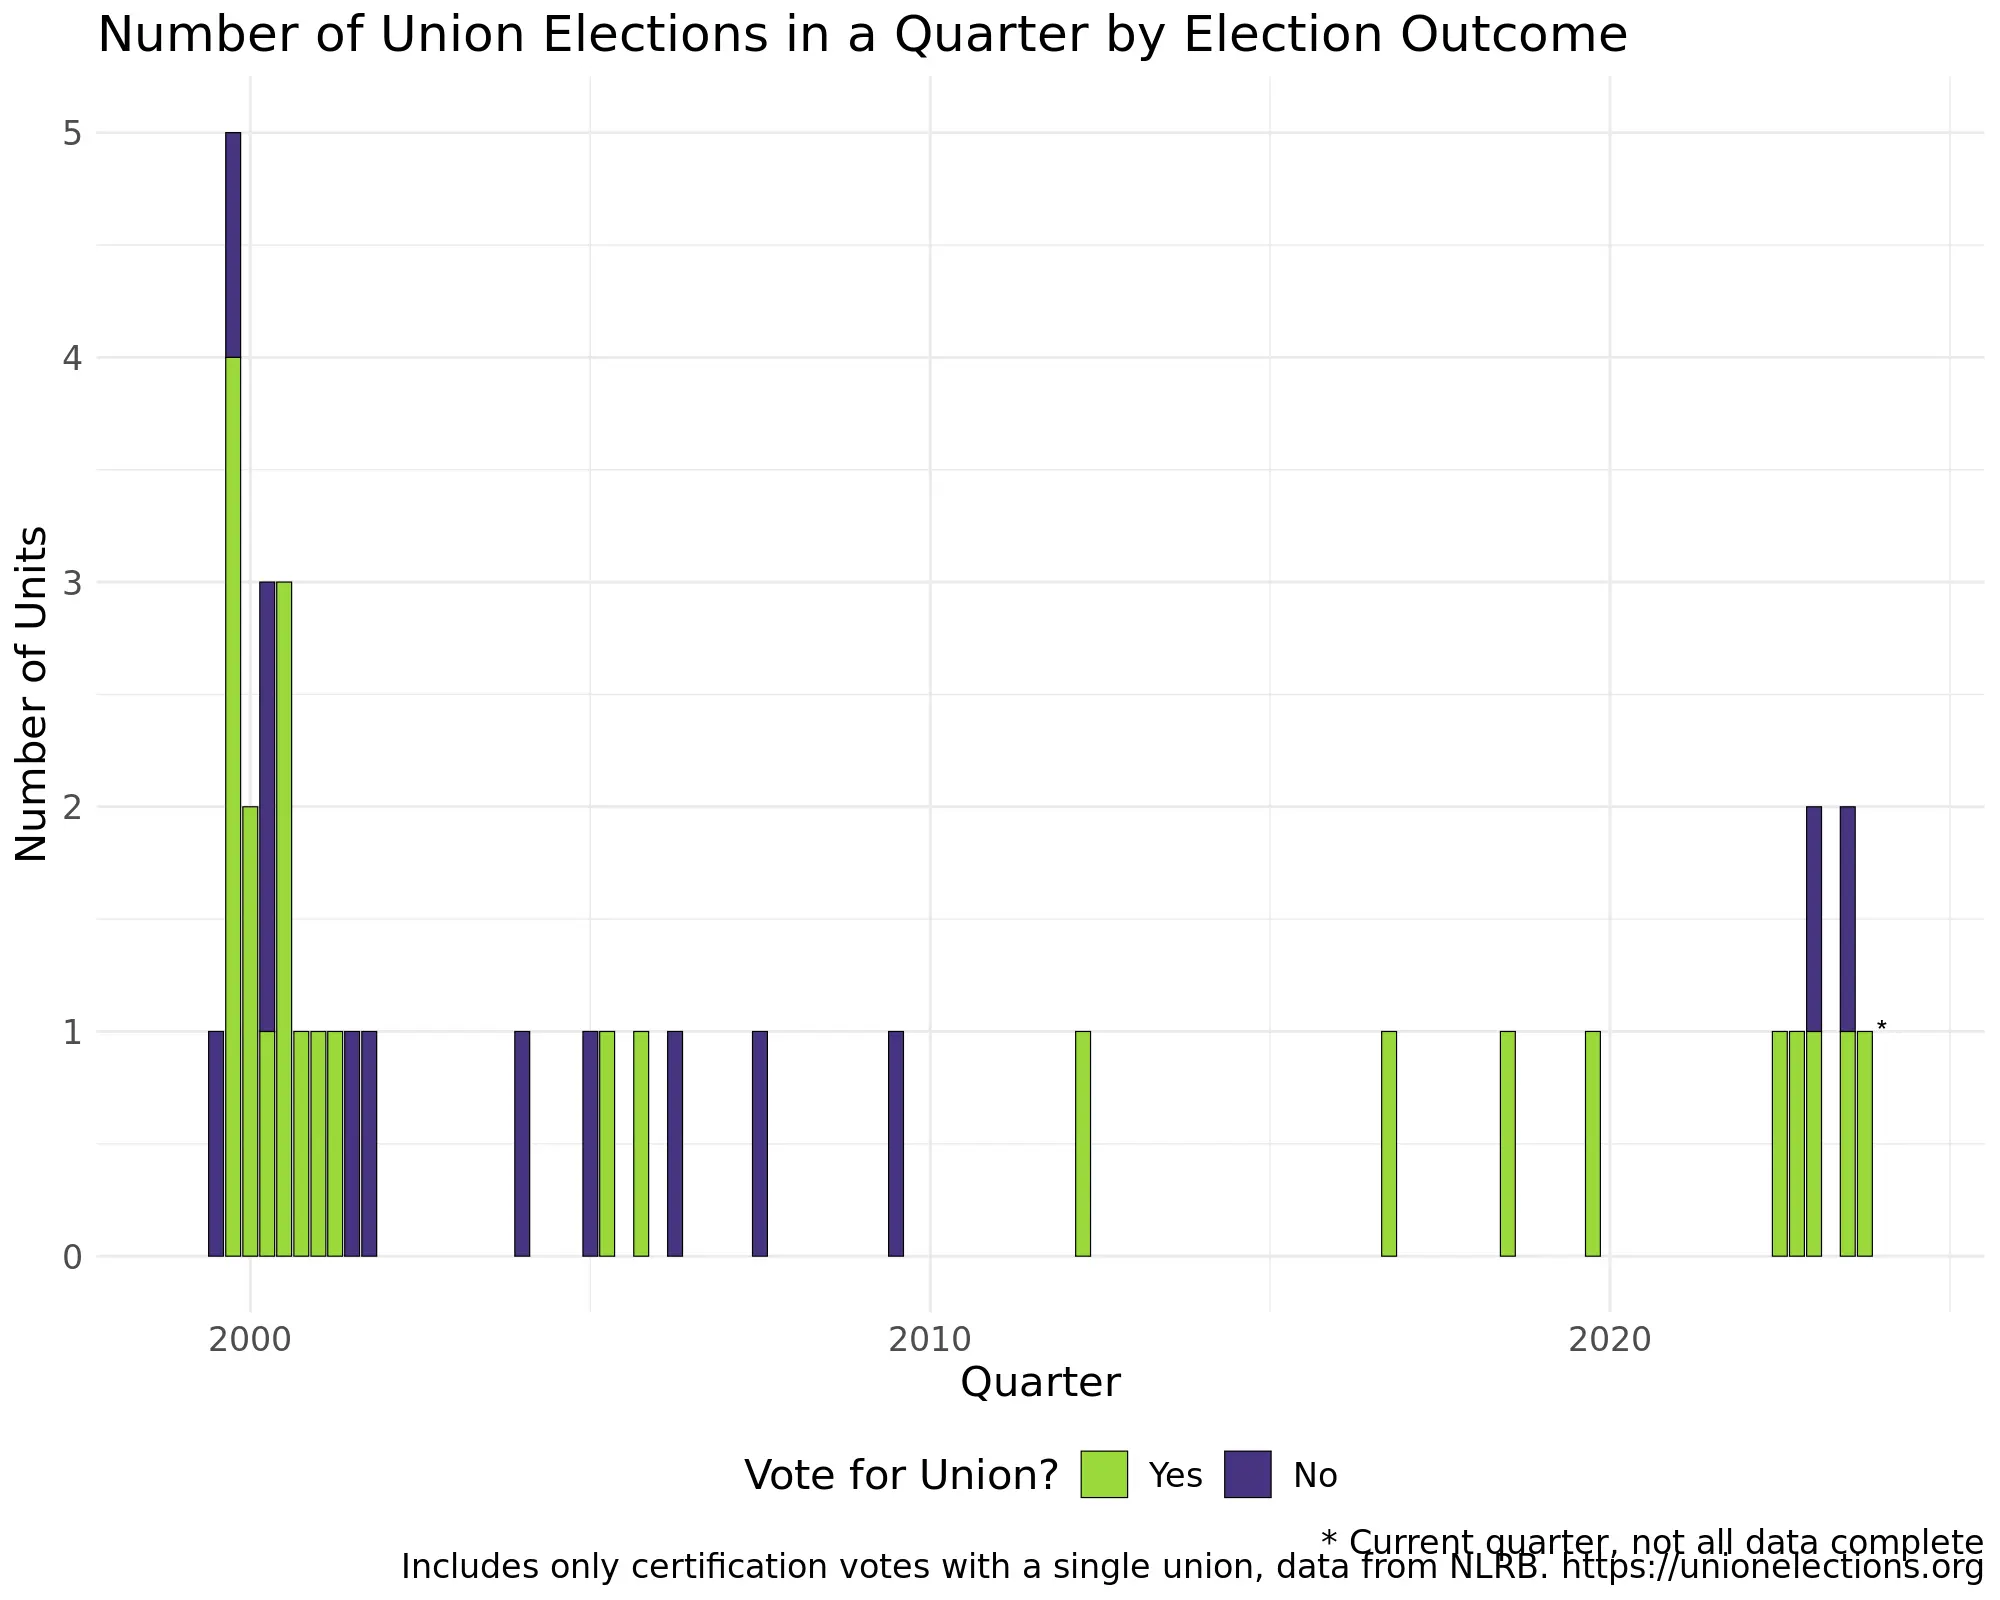 Number of Union Elections in a Quarter by Election Outcome
Number of Units
5
4
3
2
1
0
*
2000 2010 2020
Quarter
Vote for Union? Yes No
* Current quarter, not all data complete
Includes only certification votes with a single union, data from NLRB. https://unionelections.org